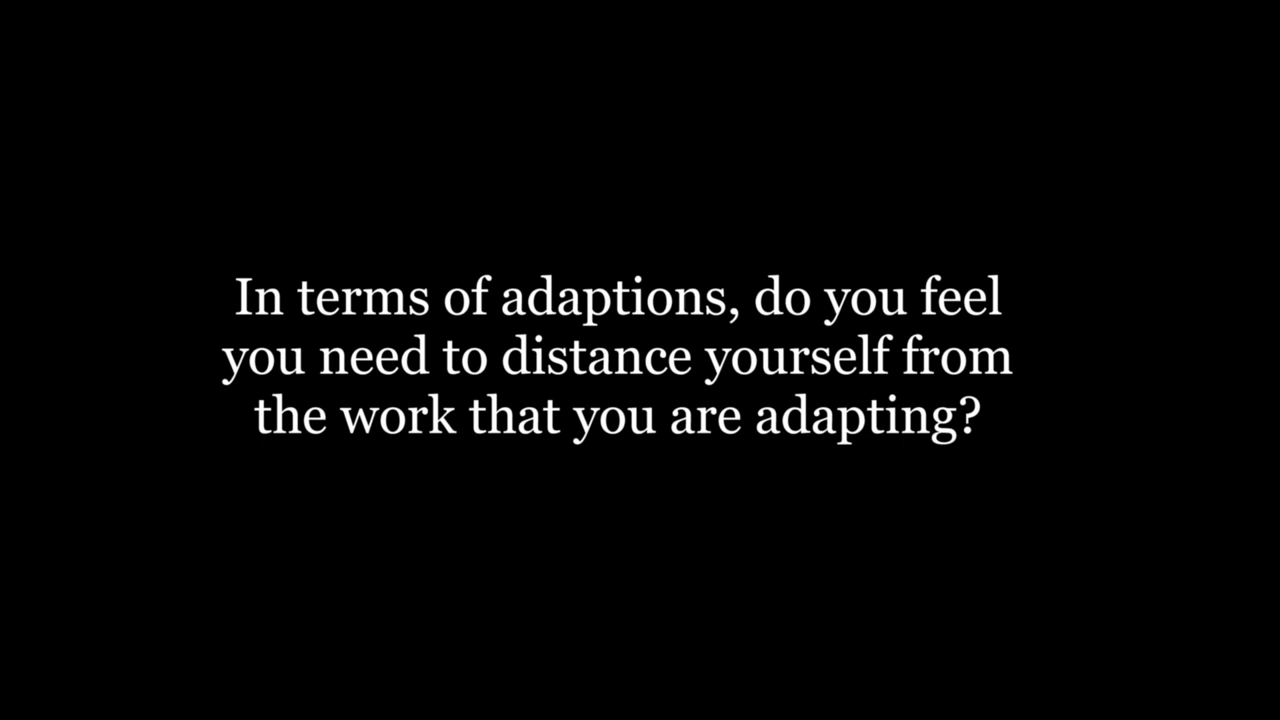 In terms of adaptions, do you feel
you need to distance yourself from
the work that you are adapting?